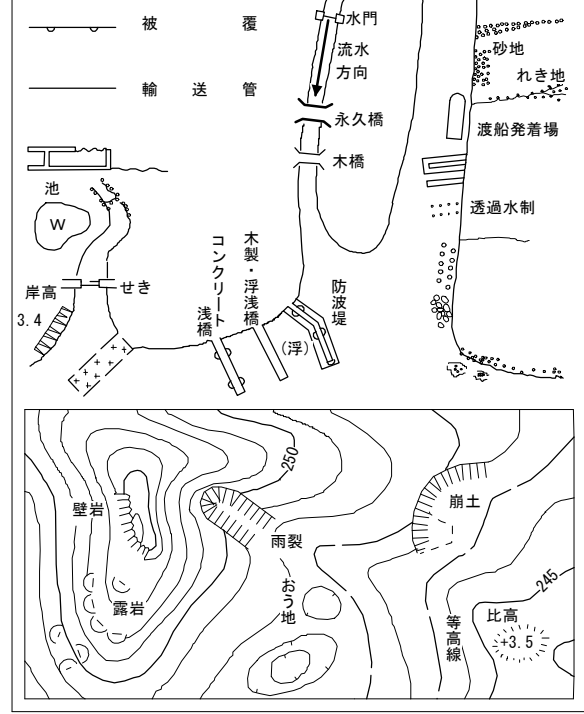 被覆
輸送管
水門
流水
方向
永久橋
木橋
砂地
れき地
渡船発着場
透過水制
池
W
せき
岸高
3.4
コンクリート
浅橋
木製・浮浅橋
(浮)
防波堤
250
壁岩
露岩
雨裂
おう地
崩土
等高線
245
比高
+3.5